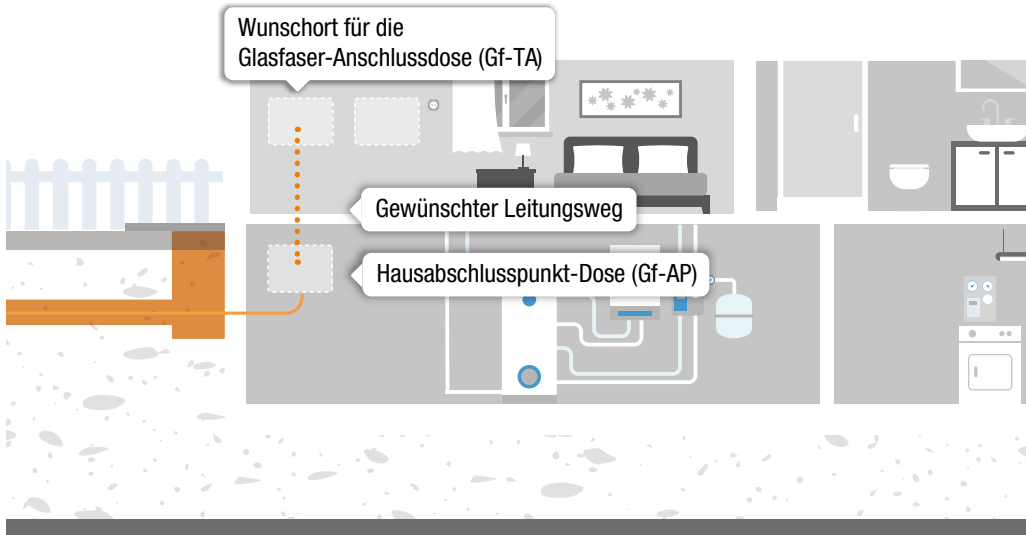 Wunschort für die
Glasfaser-Anschlussdose (Gf-TA)
Gewünschter Leitungsweg
Hausabschlusspunkt-Dose (Gf-AP)